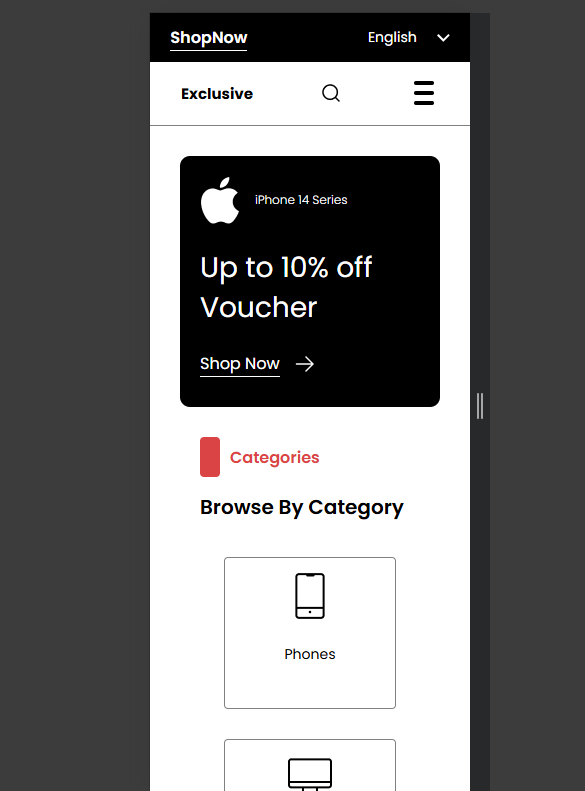 ShopNow
English
Exclusive
iPhone 14 Series
Up to 10% off
Voucher
Shop Now
Categories
Browse By Category
Phones